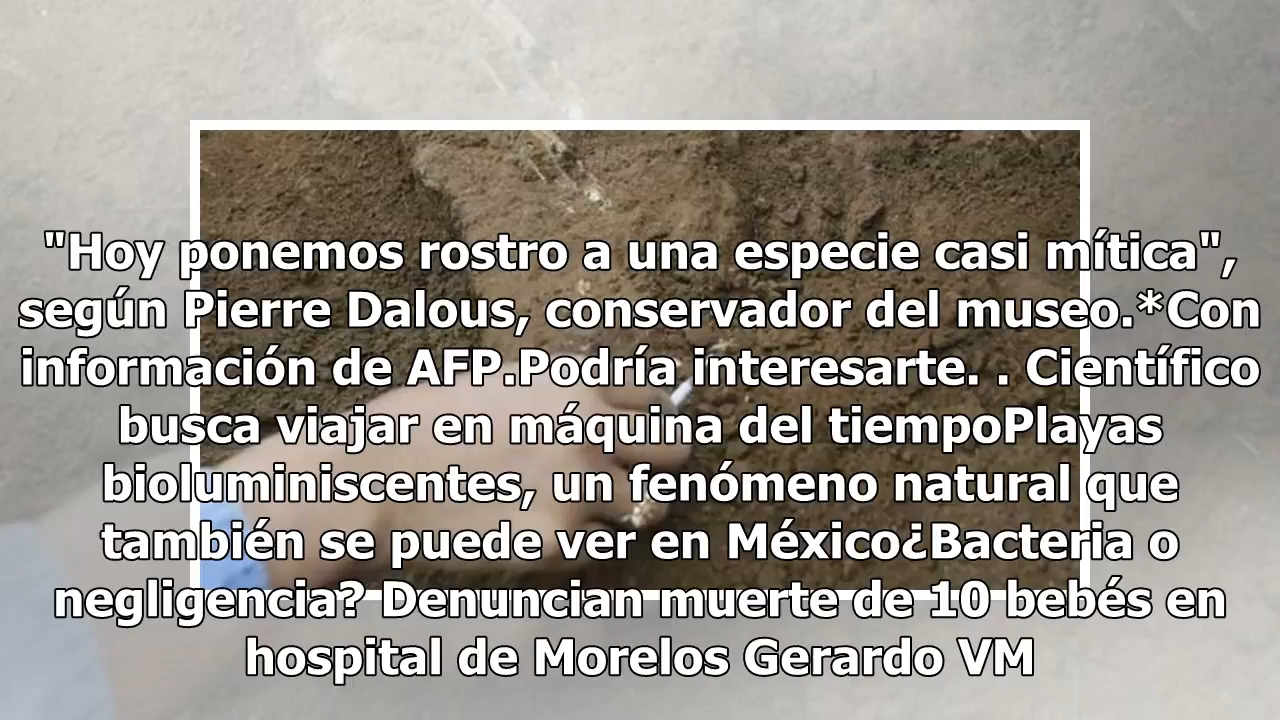 "Hoy ponemos rostro a una especie casi mítica",
según Pierre Dalous, conservador del museo.*Con
información de AFP.Podría interesarte. . Científico
busca viajar en máquina del tiempoPlayas
bioluminiscentes, un fenómeno natural que
también se puede ver en México¿Bacteria o
negligencia? Denuncian muerte de 10 bebés en
hospital de Morelos Gerardo VM